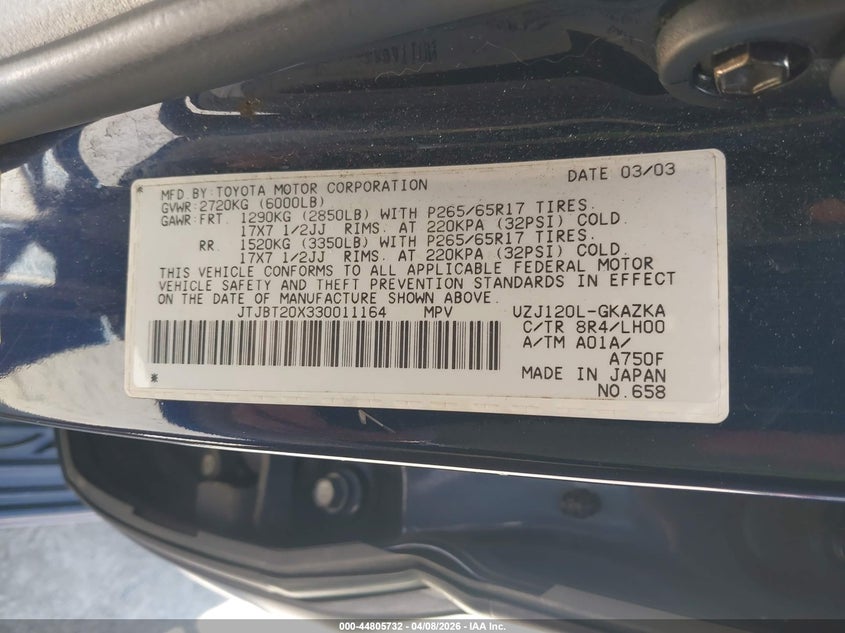 DATE 03/03
MFD BY:TOYOTA MOTOR CORPORATION
GVWR:2720KG (6000LB)
GAWR:FRT. 1290KG (2850LB) WITH P265/65R17 TIRES.
17X7 1/2JJ RIMS. AT 220KPA (32PSI) COLD.
RR. 1520KG (3350LB) WITH P265/65R17 TIRES.
17X7 1/2JJ RIMS. AT 220KPA (32PSI) COLD.
THIS VEHICLE CONFORMS TO ALL APPLICABLE FEDERAL MOTOR
VEHICLE SAFETY AND THEFT PREVENTION STANDARDS IN EFFECT
ON THE DATE OF MANUFACTURE SHOWN ABOVE.
JTJBT20X330011164 MPV UZJ120L-GKAZKA
C/TR 8R4/LH00
A/TM A01A/
A750F
MADE IN JAPAN
NO.658
000-44805732 - 04/08/2026 - IAA Inc.